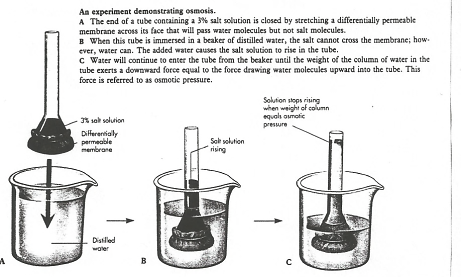 An experiment demonstrating osmosis.
A The end of a tube containing a 3% salt solution is closed by stretching a differentially permeable
membrane across its face that will pass water molecules but not salt molecules.
B When this tube is immersed in a beaker of distilled water, the salt cannot cross the membrane; how-
ever, water can. The added water causes the salt solution to rise in the tube.
C Water will continue to enter the tube from the beaker until the weight of the column of water in the
tube exerts a downward force equal to the force drawing water molecules upward into the tube. This
force is referred to as osmotic pressure.
Solution stops rising
when weight of column
equals osmotic
pressure
3% salt solution
Differentially
permeable
membrane
Salt solution
rising
Distilled
water
A
B
C